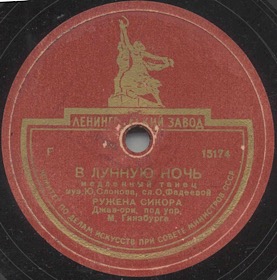 ЛЕНИНГРАДСКИЙ ЗАВОД
Г 15174
В ЛУННУЮ НОЧЬ
медленный танец
муз. Ю. Слонова, сл. О. Фадеевой
РУЖЕНА СИКОРА
Джаз-орк. под упр.
М. Гинзбурга
ПО ДЕЛАМ ИСКУССТВ ПРИ СОВЕТЕ МИНИСТРОВ СССР